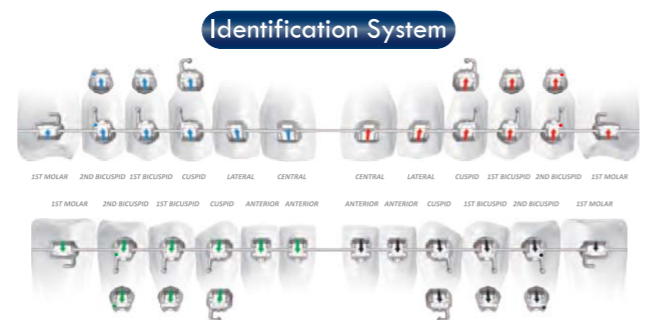 Identification System
1ST MOLAR 2ND BICUSPID 1ST BICUSPID CUSPID LATERAL CENTRAL CENTRAL LATERAL CUSPID 1ST BICUSPID 2ND BICUSPID 1ST MOLAR
1ST MOLAR 2ND BICUSPID 1ST BICUSPID CUSPID ANTERIOR ANTERIOR ANTERIOR ANTERIOR CUSPID 1ST BICUSPID 2ND BICUSPID 1ST MOLAR